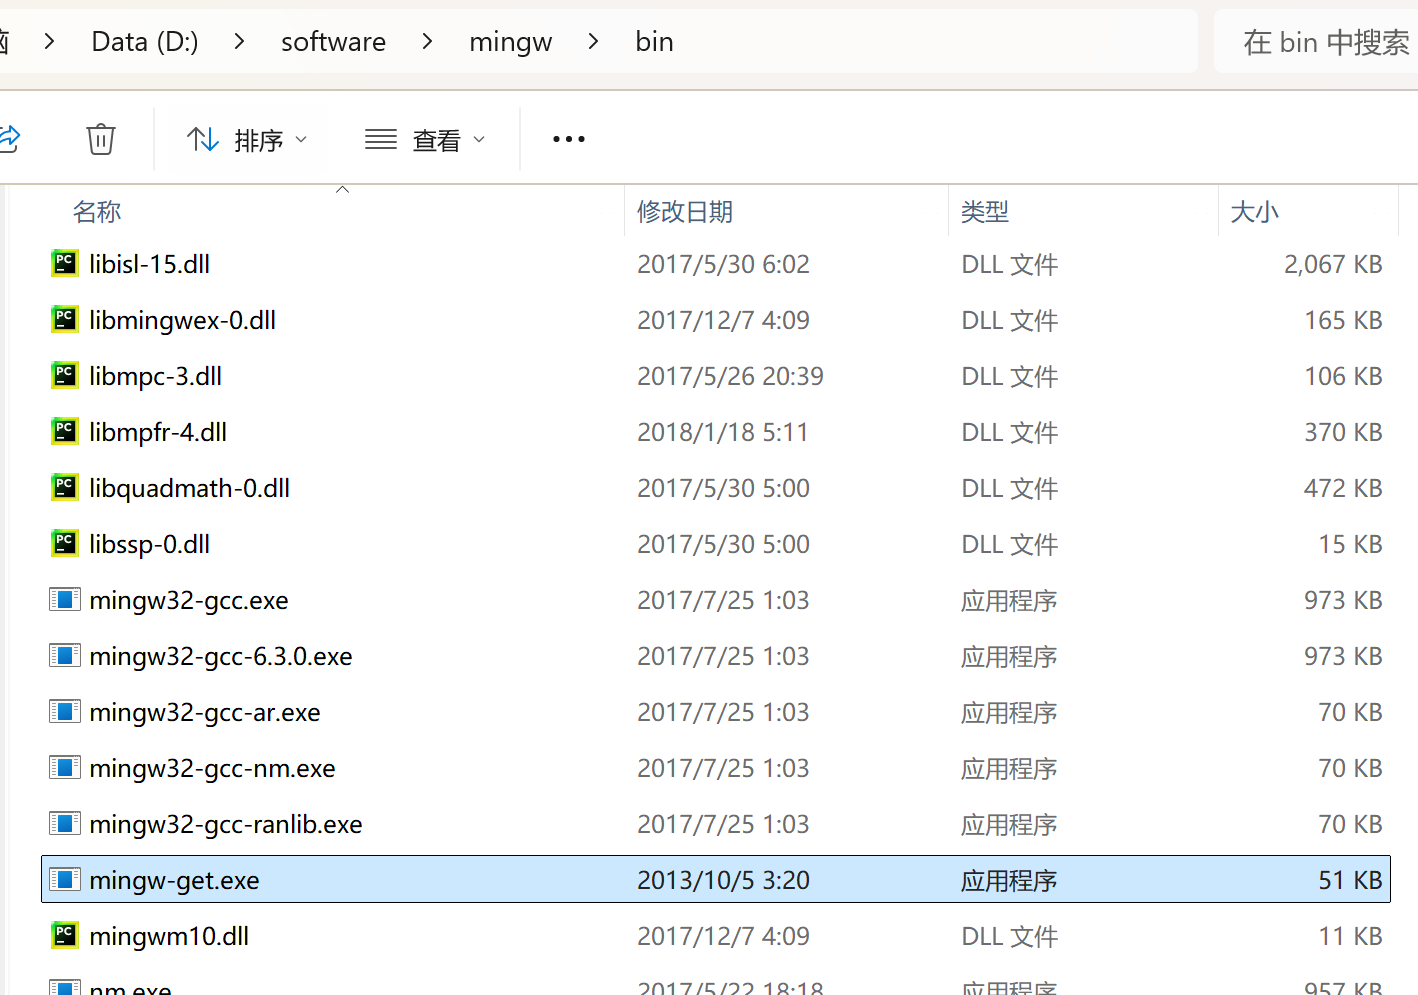 脑 > Data (D:) > software > mingw > bin 在 bin 中搜索
排序 查看
名称 修改日期 类型 大小
libisl-15.dll 2017/5/30 6:02 DLL 文件 2,067 KB
libmingwex-0.dll 2017/12/7 4:09 DLL 文件 165 KB
libmpc-3.dll 2017/5/26 20:39 DLL 文件 106 KB
libmpfr-4.dll 2018/1/18 5:11 DLL 文件 370 KB
libquadmath-0.dll 2017/5/30 5:00 DLL 文件 472 KB
libssp-0.dll 2017/5/30 5:00 DLL 文件 15 KB
mingw32-gcc.exe 2017/7/25 1:03 应用程序 973 KB
mingw32-gcc-6.3.0.exe 2017/7/25 1:03 应用程序 973 KB
mingw32-gcc-ar.exe 2017/7/25 1:03 应用程序 70 KB
mingw32-gcc-nm.exe 2017/7/25 1:03 应用程序 70 KB
mingw32-gcc-ranlib.exe 2017/7/25 1:03 应用程序 70 KB
mingw-get.exe 2013/10/5 3:20 应用程序 51 KB
mingwm10.dll 2017/12/7 4:09 DLL 文件 11 KB
nm.exe 2017/5/22 18:18 应用程序 957 KB